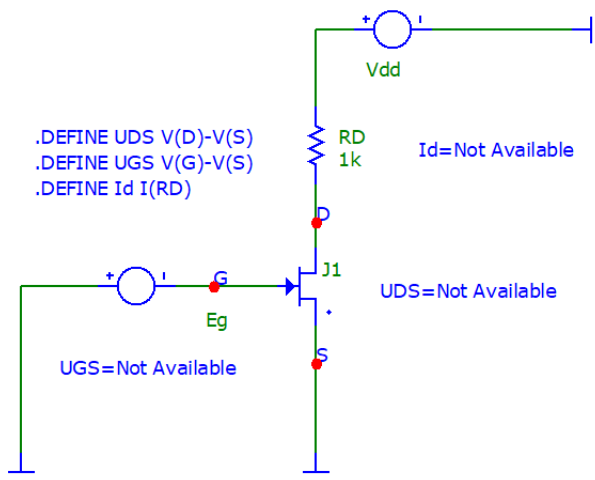 +
Vdd
.DEFINE UDS V(D)-V(S)
.DEFINE UGS V(G)-V(S)
.DEFINE Id I(RD)
RD
1k
Id=Not Available
D
J1
+
G
Eg
UDS=Not Available
S
UGS=Not Available